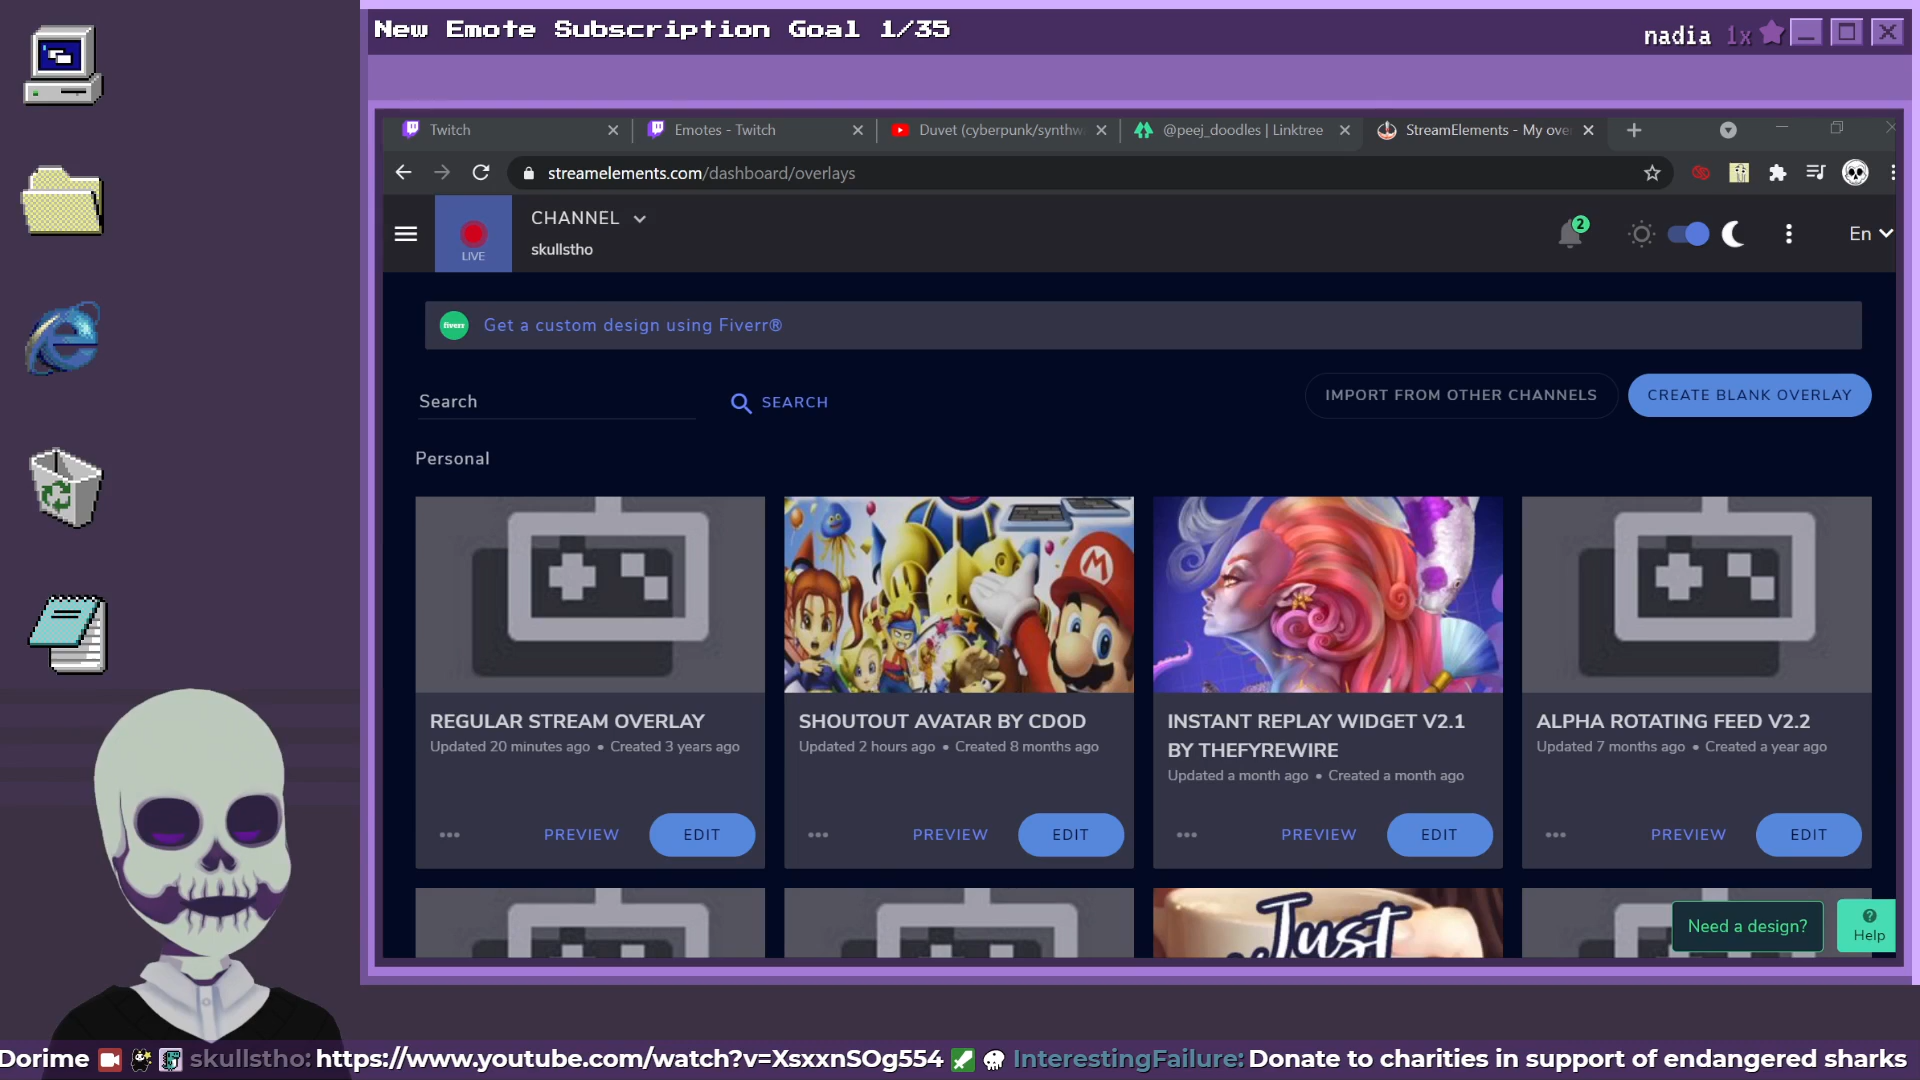 New Emote Subscription Goal 1/35
nadia 1x
Twitch
Emotes - Twitch
Duvet (cyberpunk/synthw
@peej_doodles | Linktree
StreamElements - My ove
streamelements.com/dashboard/overlays
LIVE
CHANNEL
skullstho
2
En
fiverr
Get a custom design using Fiverr®
Search
SEARCH
IMPORT FROM OTHER CHANNELS
CREATE BLANK OVERLAY
Personal
REGULAR STREAM OVERLAY
Updated 20 minutes ago • Created 3 years ago
PREVIEW
EDIT
SHOUTOUT AVATAR BY CDOD
Updated 2 hours ago • Created 8 months ago
PREVIEW
EDIT
INSTANT REPLAY WIDGET V2.1
BY THEFYREWIRE
Updated a month ago • Created a month ago
PREVIEW
EDIT
ALPHA ROTATING FEED V2.2
Updated 7 months ago • Created a year ago
PREVIEW
EDIT
Just
Need a design?
Help
Dorime skullstho: https://www.youtube.com/watch?v=XsxxnSOg554 InterestingFailure: Donate to charities in support of endangered sharks